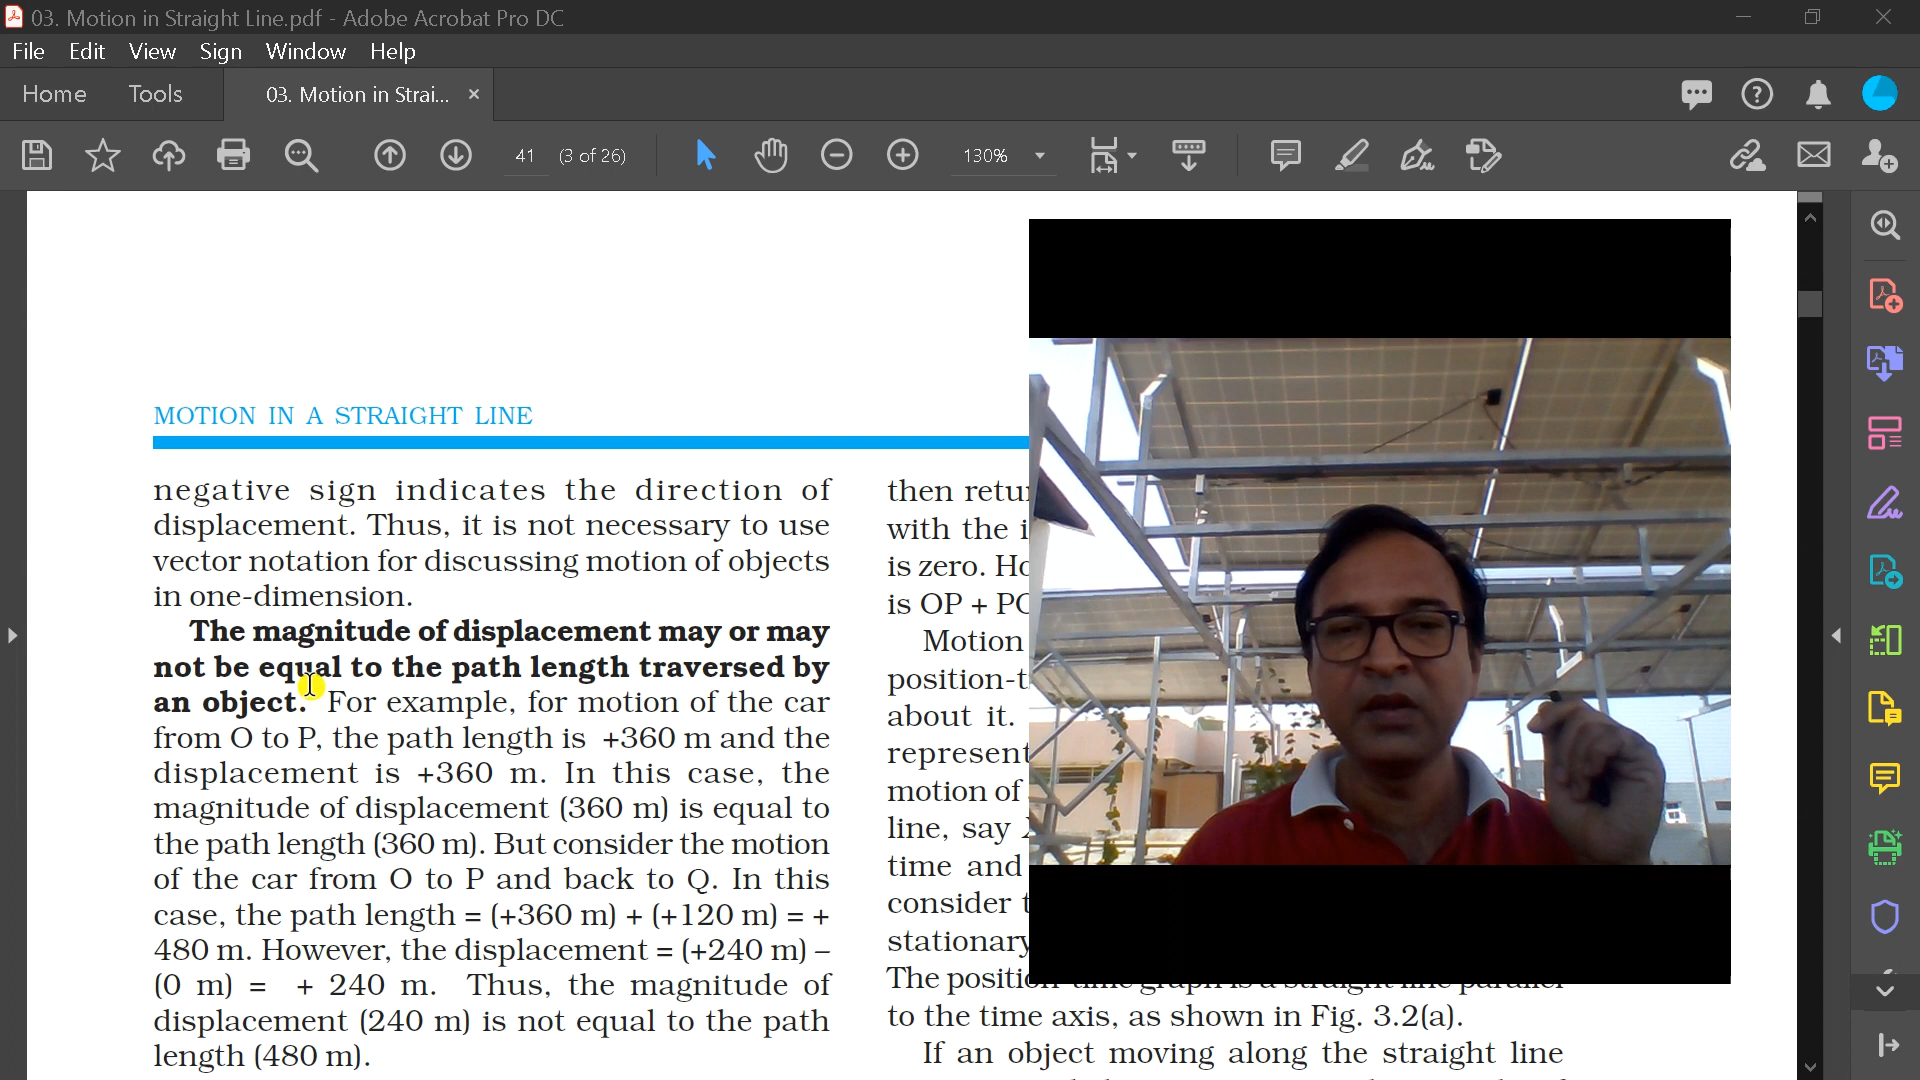 03. Motion in Straight Line.pdf - Adobe Acrobat Pro DC
File Edit View Sign Window Help
Home Tools 03. Motion in Strai... ×
41 (3 of 26) 130%
MOTION IN A STRAIGHT LINE
negative sign indicates the direction of
displacement. Thus, it is not necessary to use
vector notation for discussing motion of objects
in one-dimension.
The magnitude of displacement may or may
not be equal to the path length traversed by
an object. For example, for motion of the car
from O to P, the path length is +360 m and the
displacement is +360 m. In this case, the
magnitude of displacement (360 m) is equal to
the path length (360 m). But consider the motion
of the car from O to P and back to Q. In this
case, the path length = (+360 m) + (+120 m) = +
480 m. However, the displacement = (+240 m) –
(0 m) = + 240 m. Thus, the magnitude of
displacement (240 m) is not equal to the path
length (480 m).
then
with the
is zero.
is OP +
Motion
about it.
motion of
line, say
time and
consider
stationary
The
to the time axis, as shown in Fig. 3.2(a).
If an object moving along the straight line